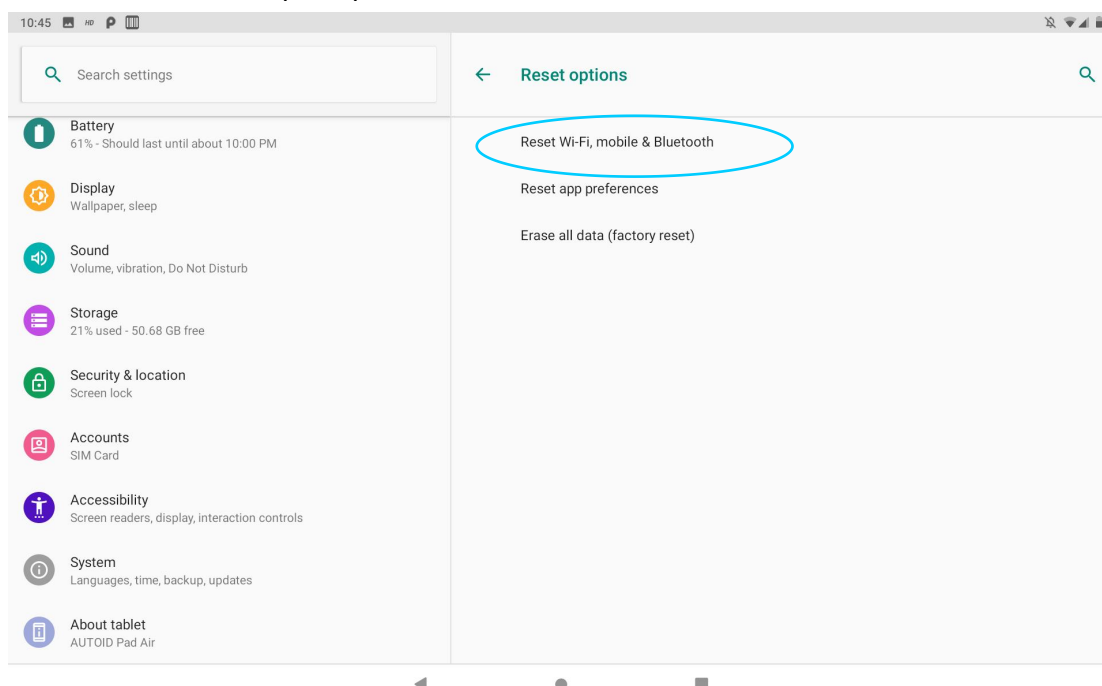 10:45 HD P
Search settings
Battery
61% - Should last until about 10:00 PM
Display
Wallpaper, sleep
Sound
Volume, vibration, Do Not Disturb
Storage
21% used - 50.68 GB free
Security & location
Screen lock
Accounts
SIM Card
Accessibility
Screen readers, display, interaction controls
System
Languages, time, backup, updates
About tablet
AUTOID Pad Air
Reset options
Reset Wi-Fi, mobile & Bluetooth
Reset app preferences
Erase all data (factory reset)